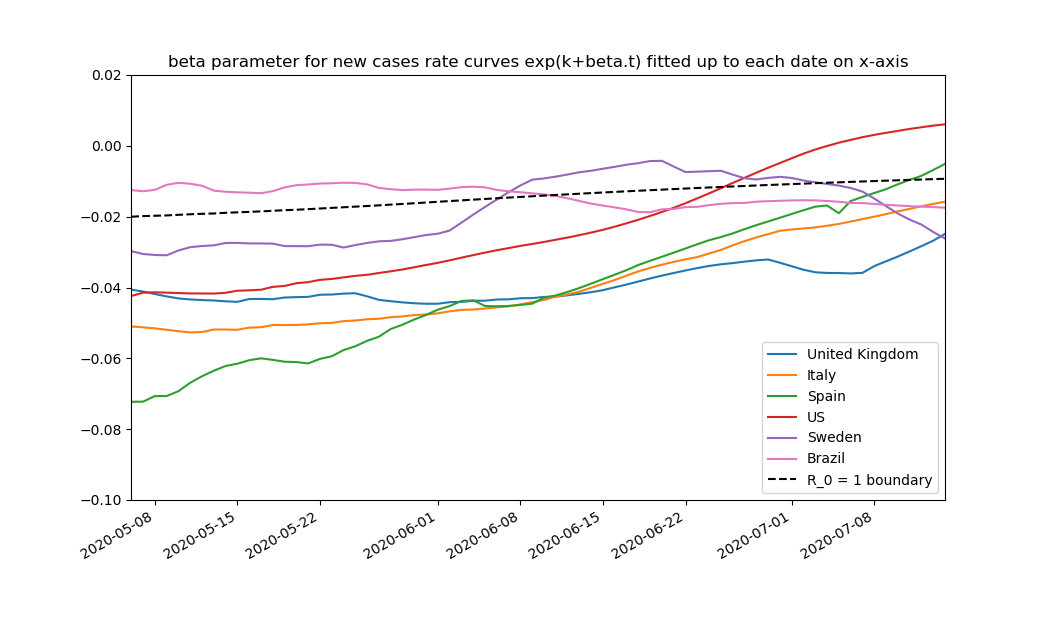 beta parameter for new cases rate curves exp(k+beta.t) fitted up to each date on x-axis
0.02
0.00
−0.02
−0.04
−0.06
−0.08
−0.10
United Kingdom
Italy
Spain
US
Sweden
Brazil
R_0 = 1 boundary
2020-05-08
2020-05-15
2020-05-22
2020-06-01
2020-06-08
2020-06-15
2020-06-22
2020-07-01
2020-07-08